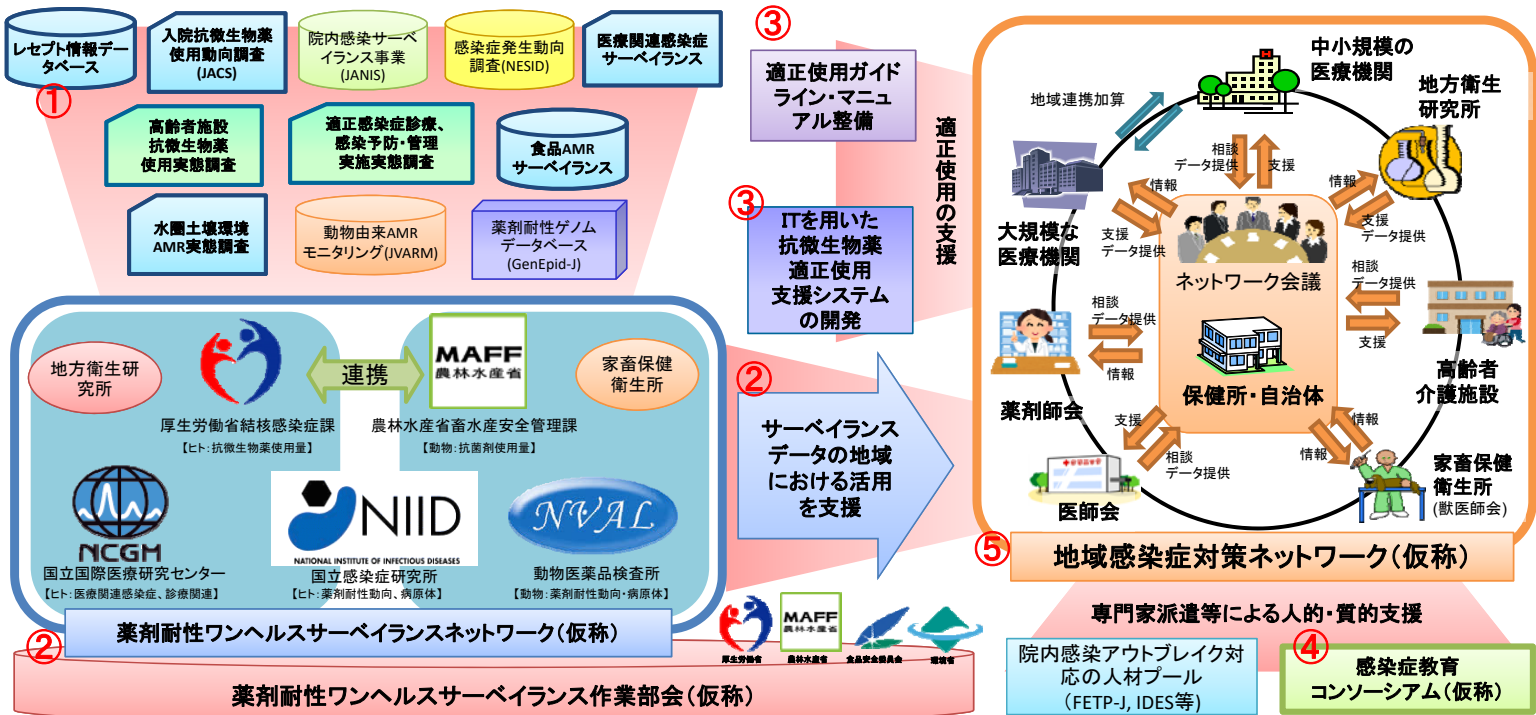 レセプト情報デー
タベース
入院抗微生物薬
使用動向調査
(JACS)
院内感染サーベ
イランス事業
(JANIS)
感染症発生動向
調査(NESID)
医療関連感染症
サーベイランス
①
高齢者施設
抗微生物薬
使用実態調査
適正感染症診療、
感染予防・管理
実施実態調査
食品AMR
サーベイランス
水圏土壌環境
AMR実態調査
動物由来AMR
モニタリング(JVARM)
薬剤耐性ゲノム
データベース
(GenEpid-J)
地方衛生研
究所
連携
MAFF
農林水産省
家畜保健
衛生所
厚生労働省結核感染症課
【ヒト:抗微生物薬使用量】
農林水産省畜水産安全管理課
【動物:抗菌剤使用量】
NCGM
国立国際医療研究センター
【ヒト:医療関連感染症、診療関連】
NIID
NATIONAL INSTITUTE OF INFECTIOUS DISEASES
国立感染症研究所
【ヒト:薬剤耐性動向、病原体】
NVAL
動物医薬品検査所
【動物:薬剤耐性動向・病原体】
②
薬剤耐性ワンヘルスサーベイランスネットワーク(仮称)
厚生労働省
MAFF
農林水産省
農林水産省
食品安全委員会
環境省
薬剤耐性ワンヘルスサーベイランス作業部会(仮称)
③
適正使用ガイド
ライン・マニュ
アル整備
③
ITを用いた
抗微生物薬
適正使用
支援システム
の開発
適正使用の支援
②
サーベイランス
データの地域
における活用
を支援
中小規模の
医療機関
地域連携加算
地方衛生
研究所
相談
データ提供
支援
情報
支援
データ提供
情報
支援
データ提供
大規模な
医療機関
ネットワーク会議
相談
データ提供
支援
高齢者
介護施設
相談
データ提供
情報
薬剤師会
保健所・自治体
支援
相談
データ提供
医師会
情報
情報
家畜保健
衛生所
(獣医師会)
⑤
地域感染症対策ネットワーク(仮称)
専門家派遣等による人的・質的支援
院内感染アウトブレイク対
応の人材プール
(FETP-J, IDES等)
④
感染症教育
コンソーシアム(仮称)